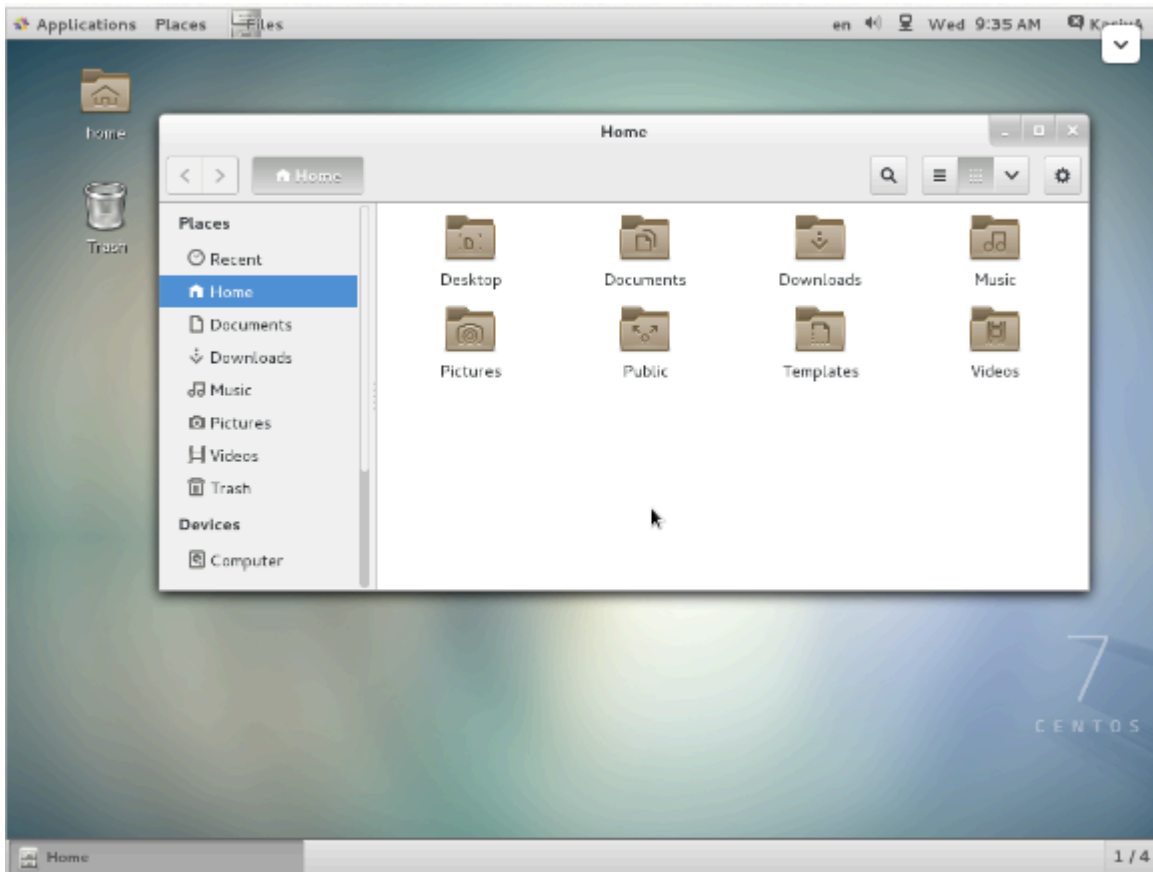 Applications Places Files en Wed 9:35 AM
home
Trash
Home
Home
Places
Recent
Home
Documents
Downloads
Music
Pictures
Videos
Trash
Devices
Computer
Desktop Documents Downloads Music
Pictures Public Templates Videos
7
CENTOS
Home 1 / 4